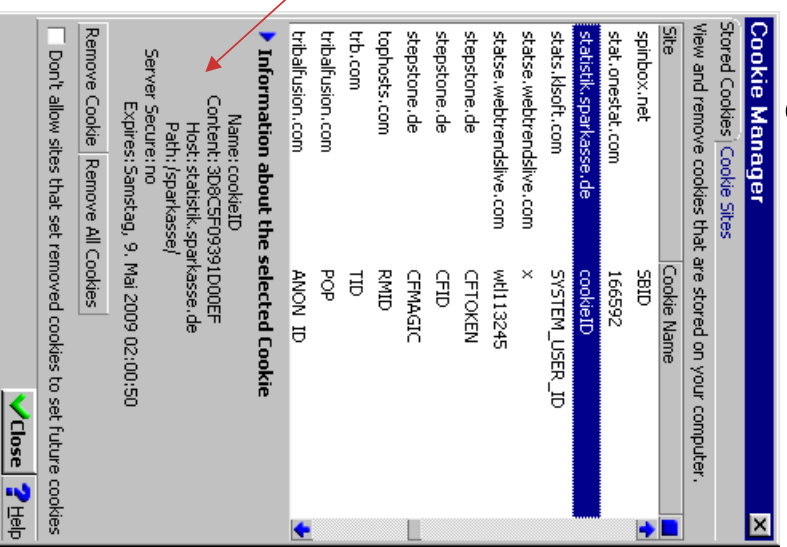 Cookie Manager
Stored Cookies Cookie Sites
View and remove cookies that are stored on your computer.
Site Cookie Name
spinbox.net SBID
stat.onestat.com 166592
statistik.sparkasse.de cookieID
stats.klsoft.com SYSTEM_USER_ID
statse.webtrendslive.com x
statse.webtrendslive.com wtl113245
stepstone.de CFTOKEN
stepstone.de CFID
stepstone.de CFMAGIC
tophosts.com RMID
trb.com TID
tribalfusion.com POP
tribalfusion.com ANON_ID
Information about the selected Cookie
Name: cookieID
Content: 3D8C5F09391D00EF
Host: statistik.sparkasse.de
Path: /sparkasse/
Server Secure: no
Expires: Samstag, 9. Mai 2009 02:00:50
Remove Cookie Remove All Cookies
Don't allow sites that set removed cookies to set future cookies
Close Help